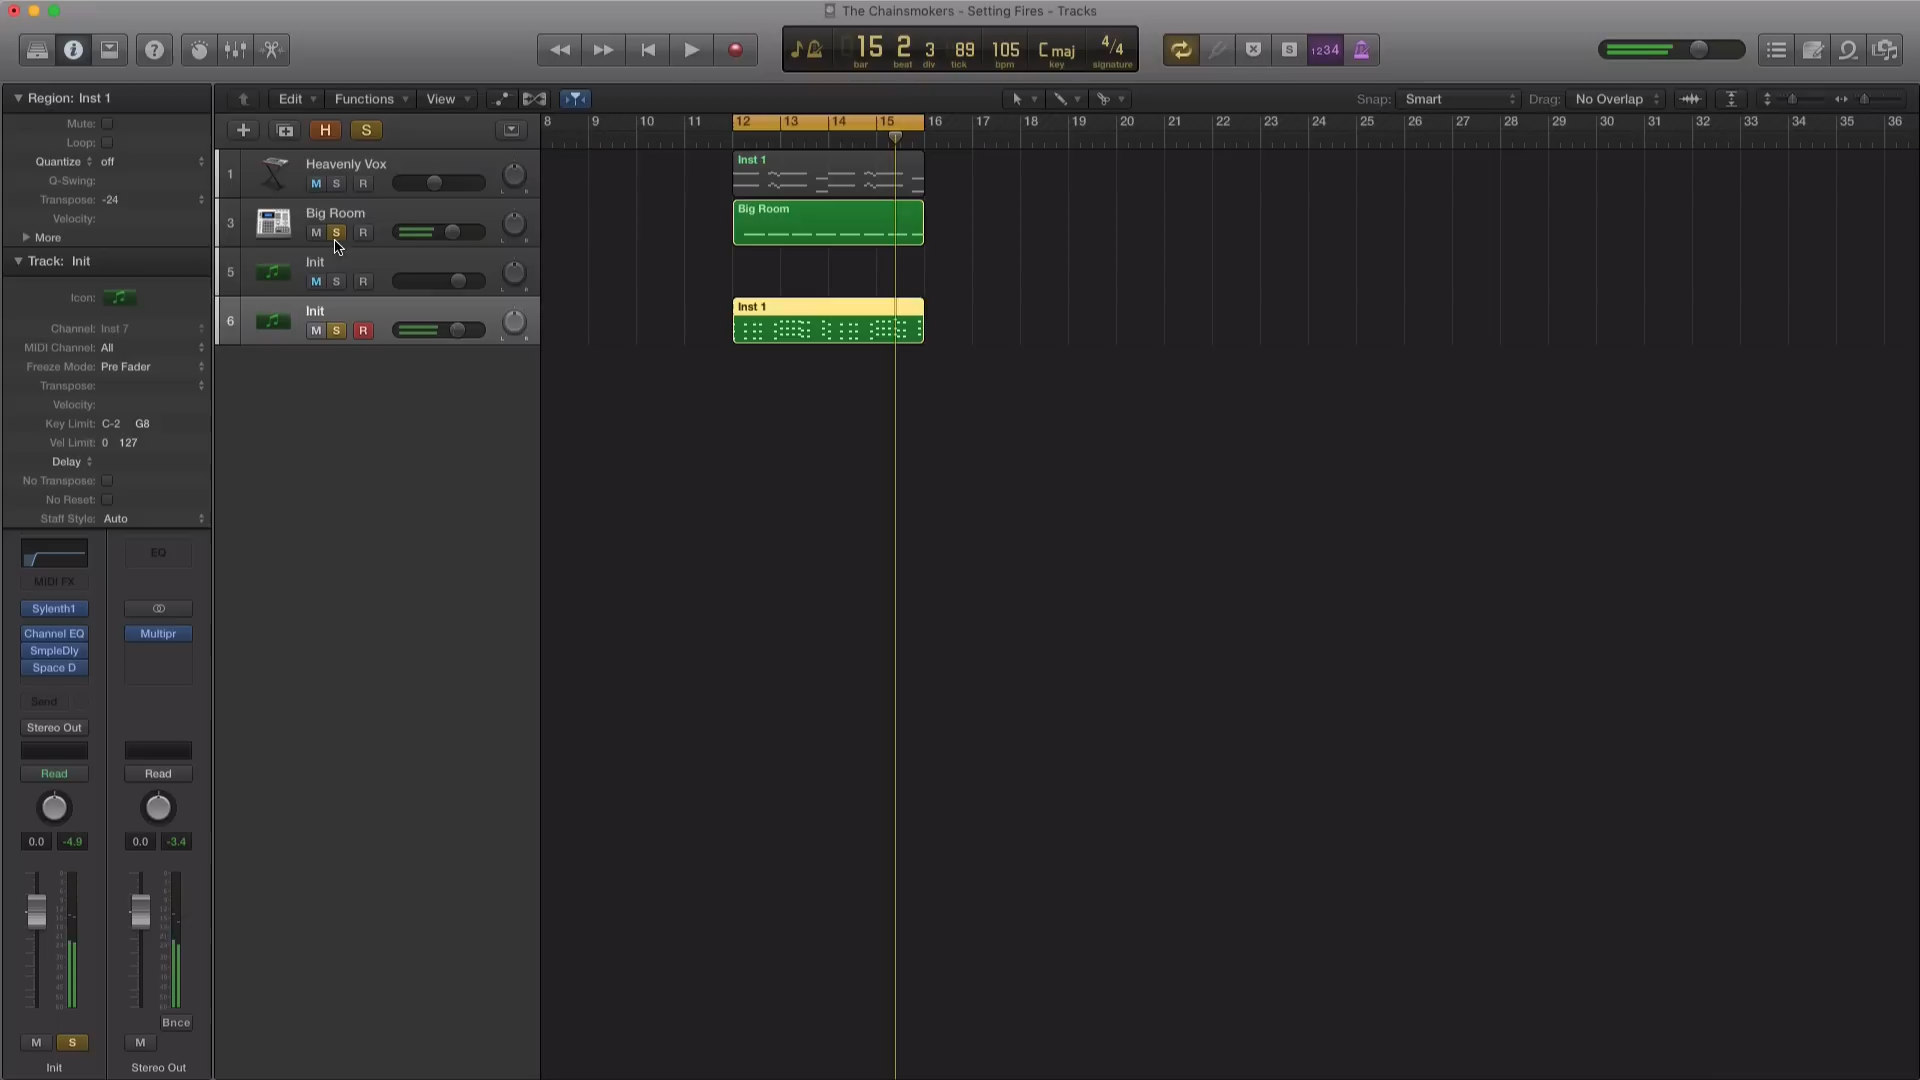 The Chainsmokers - Setting Fires - Tracks
15 2 3 89 105 C maj 4/4
bar beat div tick bpm key signature
S 1234
Region: Inst 1
Edit Functions View
Snap: Smart Drag: No Overlap
Mute:
Loop:
Quantize off
Q-Swing:
Transpose: -24
Velocity:
More
Track: Init
Icon:
Channel: Inst 7
MIDI Channel: All
Freeze Mode: Pre Fader
Transpose:
Velocity:
Key Limit: C-2 G8
Vel Limit: 0 127
Delay
No Transpose:
No Reset:
Staff Style: Auto
EQ
MIDI FX
Sylenth1
Channel EQ Multipr
SmpleDly
Space D
Send
Stereo Out
Read Read
0.0 -4.9 0.0 -3.4
Bnce
M S M
Init Stereo Out
H S
8 9 10 11 12 13 14 15 16 17 18 19 20 21 22 23 24 25 26 27 28 29 30 31 32 33 34 35 36
1 Heavenly Vox
M S R
Inst 1
3 Big Room
M S R
Big Room
5 Init
M S R
6 Init
M S R
Inst 1